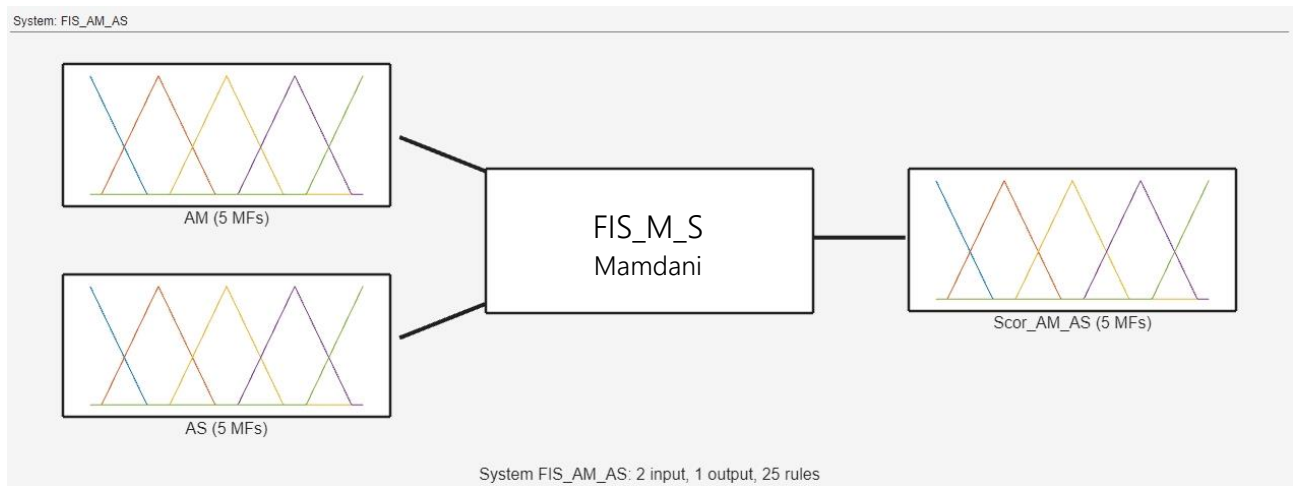 System: FIS_AM_AS
AM (5 MFs)
FIS_M_S
Mamdani
Scor_AM_AS (5 MFs)
AS (5 MFs)
System FIS_AM_AS: 2 input, 1 output, 25 rules